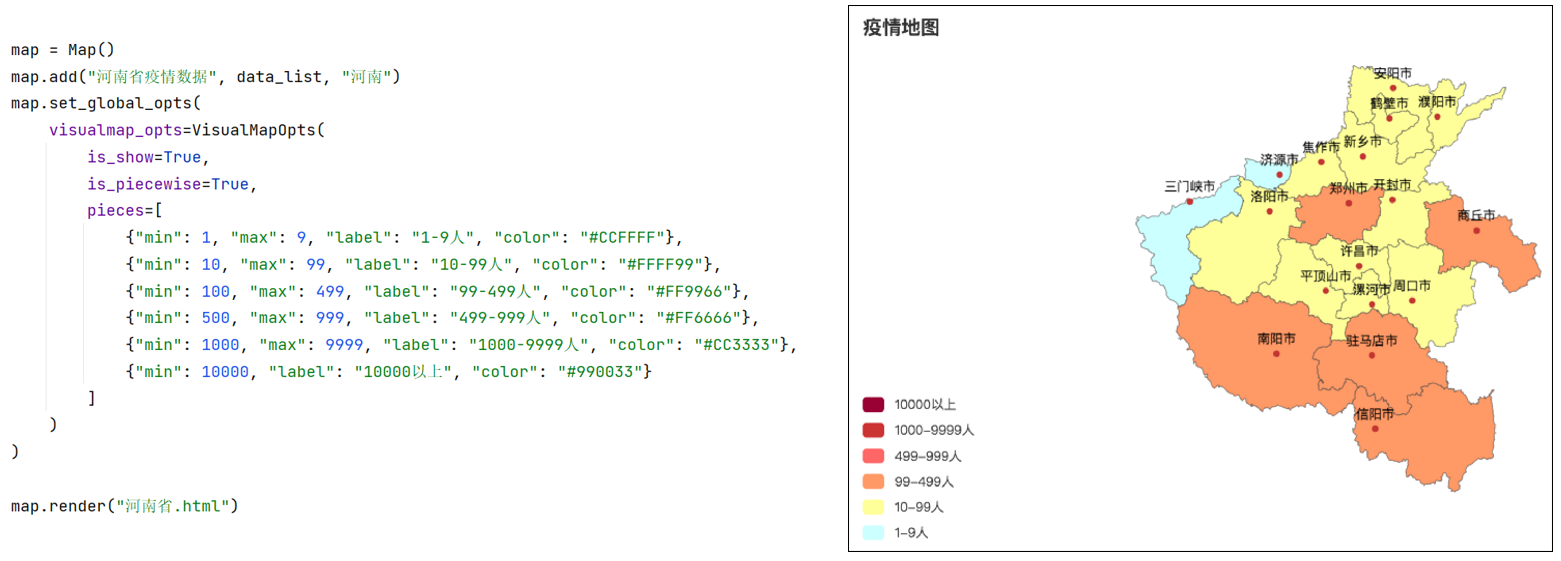 map = Map()
map.add("河南省疫情数据", data_list, "河南")
map.set_global_opts(
    visualmap_opts=VisualMapOpts(
        is_show=True,
        is_piecewise=True,
        pieces=[
            {"min": 1, "max": 9, "label": "1-9人", "color": "#CCFFFF"},
            {"min": 10, "max": 99, "label": "10-99人", "color": "#FFFF99"},
            {"min": 100, "max": 499, "label": "99-499人", "color": "#FF9966"},
            {"min": 500, "max": 999, "label": "499-999人", "color": "#FF6666"},
            {"min": 1000, "max": 9999, "label": "1000-9999人", "color": "#CC3333"},
            {"min": 10000, "label": "10000以上", "color": "#990033"}
        ]
    )
)
map.render("河南省.html")
疫情地图
安阳市
鹤壁市
濮阳市
新乡市
焦作市
济源市
三门峡市
洛阳市
郑州市
开封市
商丘市
许昌市
平顶山市
漯河市
周口市
南阳市
驻马店市
信阳市
10000以上
1000-9999人
499-999人
99-499人
10-99人
1-9人